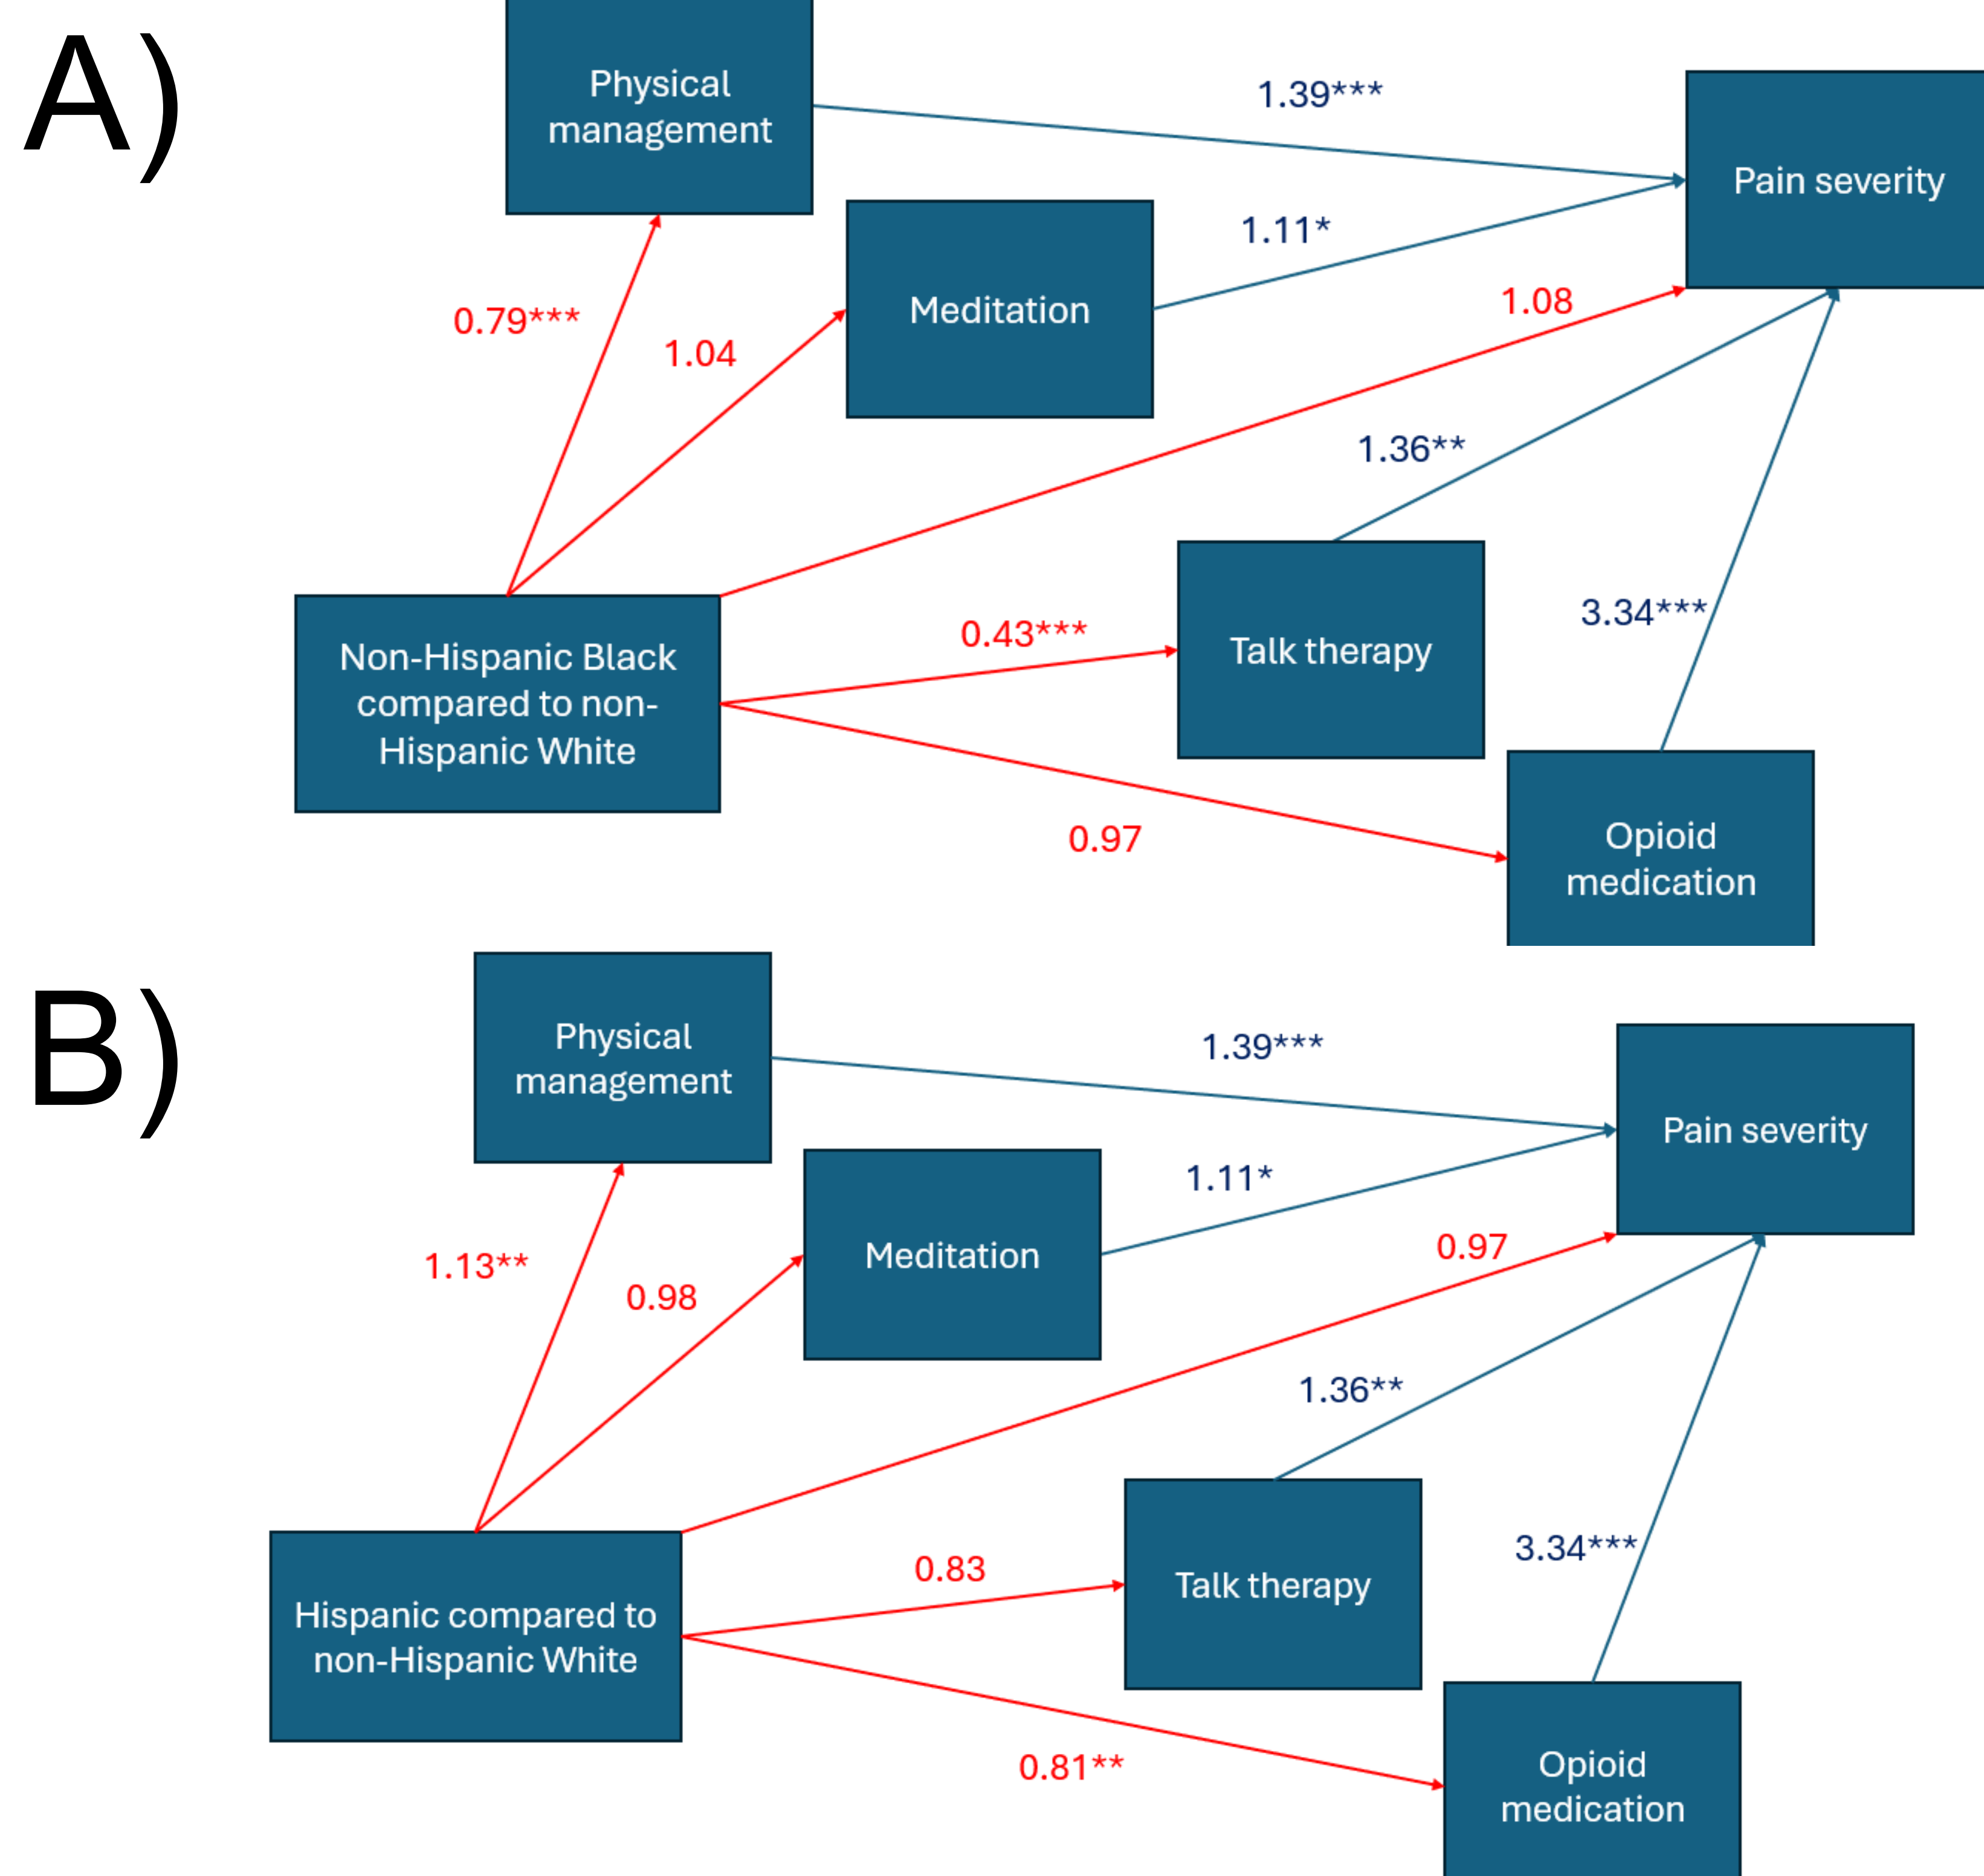 A)
Physical
management
1.39***
Pain severity
1.11*
Meditation
1.08
0.79***
1.04
1.36**
Talk therapy
3.34***
0.43***
Non-Hispanic Black
compared to non-
Hispanic White
0.97
Opioid
medication
B)
Physical
management
1.39***
Pain severity
1.11*
Meditation
0.97
1.13**
0.98
1.36**
Talk therapy
3.34***
0.83
Hispanic compared to
non-Hispanic White
0.81**
Opioid
medication